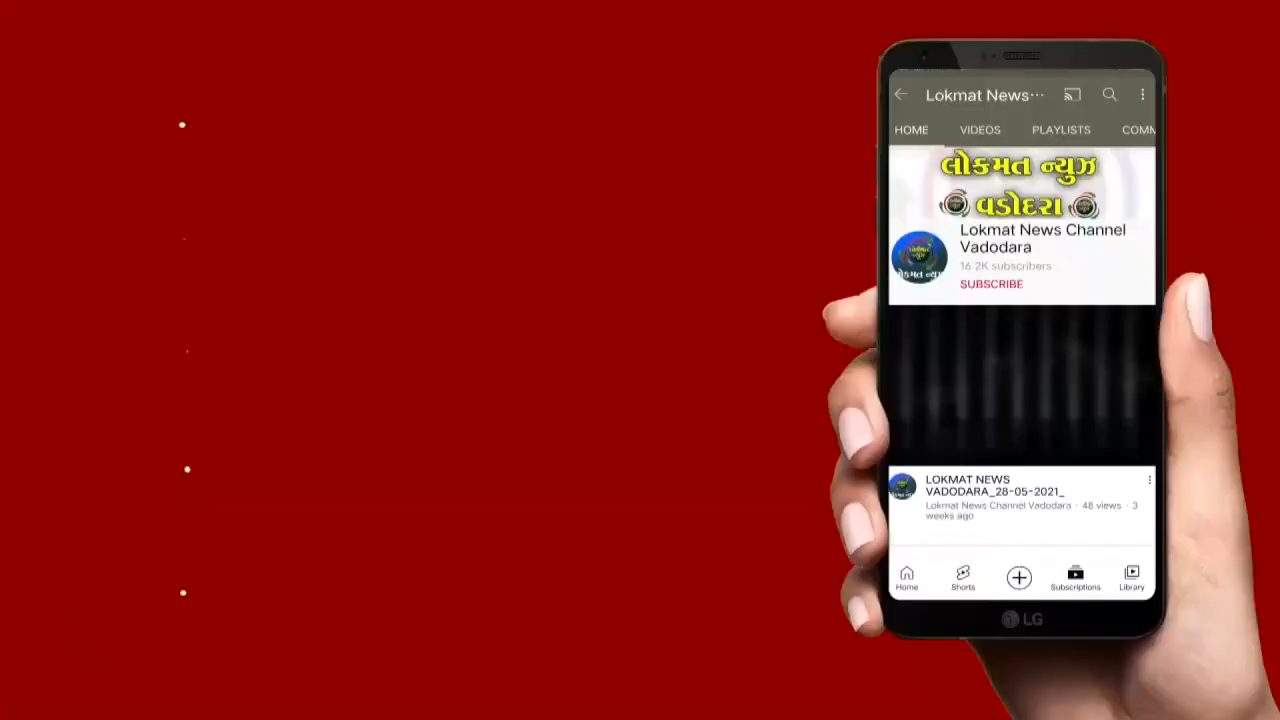 Lokmat News...
HOME VIDEOS PLAYLISTS COMM
લોકમત ન્યુઝ
વડોદરા
Lokmat News Channel
Vadodara
16.2K subscribers
SUBSCRIBE
LOKMAT NEWS
VADODARA_28-05-2021_
Lokmat News Channel Vadodara · 48 views · 3
weeks ago
Home Shorts Subscriptions Library
LG